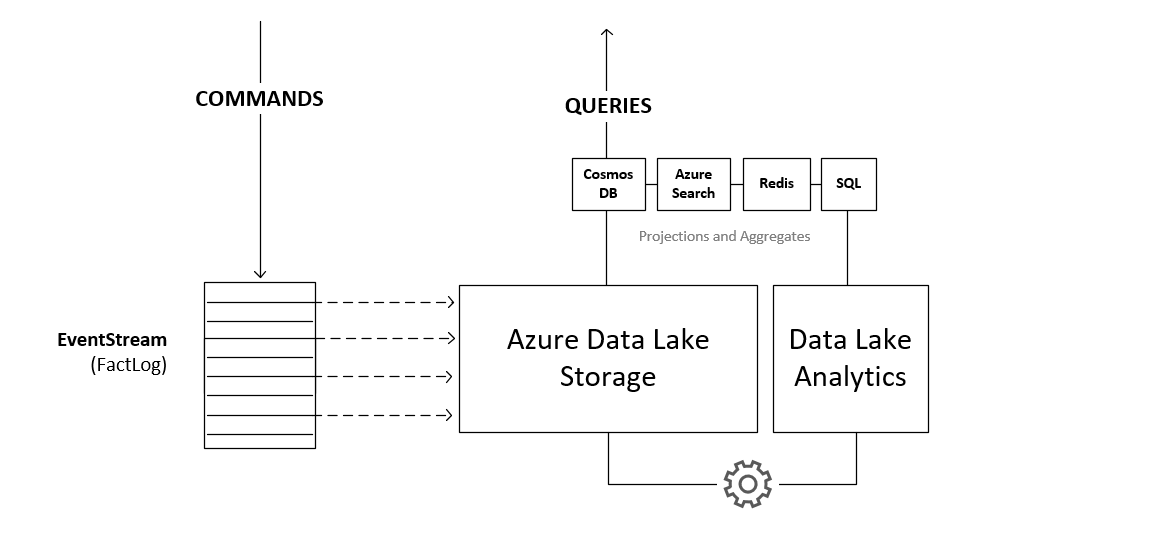 COMMANDS
QUERIES
Cosmos
DB
Azure
Search
Redis
SQL
Projections and Aggregates
EventStream
(FactLog)
Azure Data Lake
Storage
Data Lake
Analytics